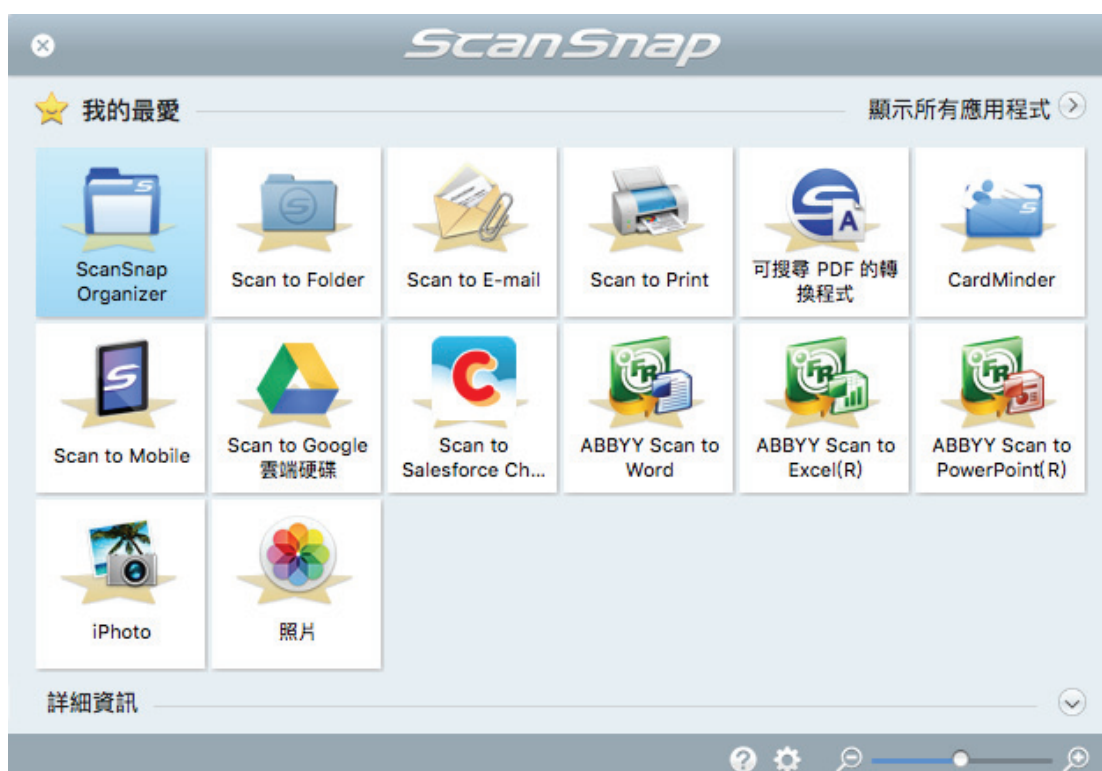 ScanSnap
我的最愛
顯示所有應用程式
ScanSnap
Organizer
Scan to Folder
Scan to E-mail
Scan to Print
可搜尋 PDF 的轉
換程式
CardMinder
Scan to Mobile
Scan to Google
雲端硬碟
Scan to
Salesforce Ch...
ABBYY Scan to
Word
ABBYY Scan to
Excel(R)
ABBYY Scan to
PowerPoint(R)
iPhoto
照片
詳細資訊